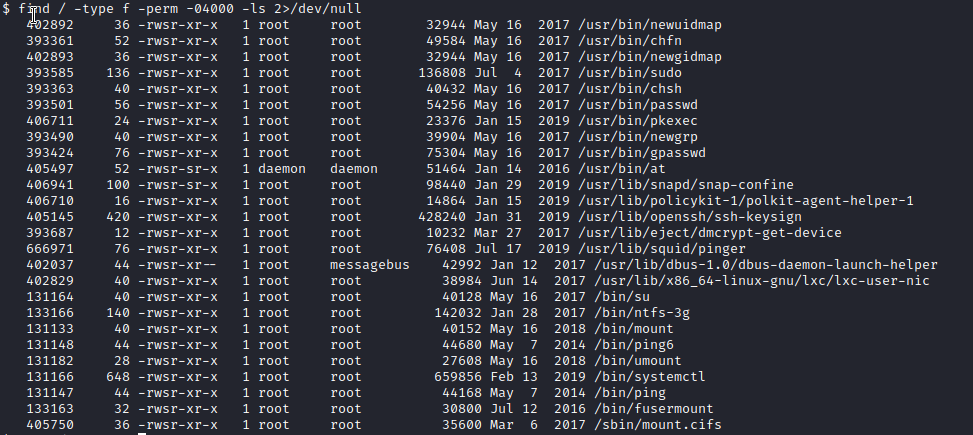 $ find / -type f -perm -04000 -ls 2>/dev/null
402892 36 -rwsr-xr-x 1 root root 32944 May 16 2017 /usr/bin/newuidmap
393361 52 -rwsr-xr-x 1 root root 49584 May 16 2017 /usr/bin/chfn
402893 36 -rwsr-xr-x 1 root root 32944 May 16 2017 /usr/bin/newgidmap
393585 136 -rwsr-xr-x 1 root root 136808 Jul 4 2017 /usr/bin/sudo
393363 40 -rwsr-xr-x 1 root root 40432 May 16 2017 /usr/bin/chsh
393501 56 -rwsr-xr-x 1 root root 54256 May 16 2017 /usr/bin/passwd
406711 24 -rwsr-xr-x 1 root root 23376 Jan 15 2019 /usr/bin/pkexec
393490 40 -rwsr-xr-x 1 root root 39904 May 16 2017 /usr/bin/newgrp
393424 76 -rwsr-xr-x 1 root root 75304 May 16 2017 /usr/bin/gpasswd
405497 52 -rwsr-sr-x 1 daemon daemon 51464 Jan 14 2016 /usr/bin/at
406941 100 -rwsr-sr-x 1 root root 98440 Jan 29 2019 /usr/lib/snapd/snap-confine
406710 16 -rwsr-xr-x 1 root root 14864 Jan 15 2019 /usr/lib/policykit-1/polkit-agent-helper-1
405145 420 -rwsr-xr-x 1 root root 428240 Jan 31 2019 /usr/lib/openssh/ssh-keysign
393687 12 -rwsr-xr-x 1 root root 10232 Mar 27 2017 /usr/lib/eject/dmcrypt-get-device
666971 76 -rwsr-xr-x 1 root root 76408 Jul 17 2019 /usr/lib/squid/pinger
402037 44 -rwsr-xr-- 1 root messagebus 42992 Jan 12 2017 /usr/lib/dbus-1.0/dbus-daemon-launch-helper
402829 40 -rwsr-xr-x 1 root root 38984 Jun 14 2017 /usr/lib/x86_64-linux-gnu/lxc/lxc-user-nic
131164 40 -rwsr-xr-x 1 root root 40128 May 16 2017 /bin/su
133166 140 -rwsr-xr-x 1 root root 142032 Jan 28 2017 /bin/ntfs-3g
131133 40 -rwsr-xr-x 1 root root 40152 May 16 2018 /bin/mount
131148 44 -rwsr-xr-x 1 root root 44680 May 7 2014 /bin/ping6
131182 28 -rwsr-xr-x 1 root root 27608 May 16 2018 /bin/umount
131166 648 -rwsr-xr-x 1 root root 659856 Feb 13 2019 /bin/systemctl
131147 44 -rwsr-xr-x 1 root root 44168 May 7 2014 /bin/ping
133163 32 -rwsr-xr-x 1 root root 30800 Jul 12 2016 /bin/fusermount
405750 36 -rwsr-xr-x 1 root root 35600 Mar 6 2017 /sbin/mount.cifs